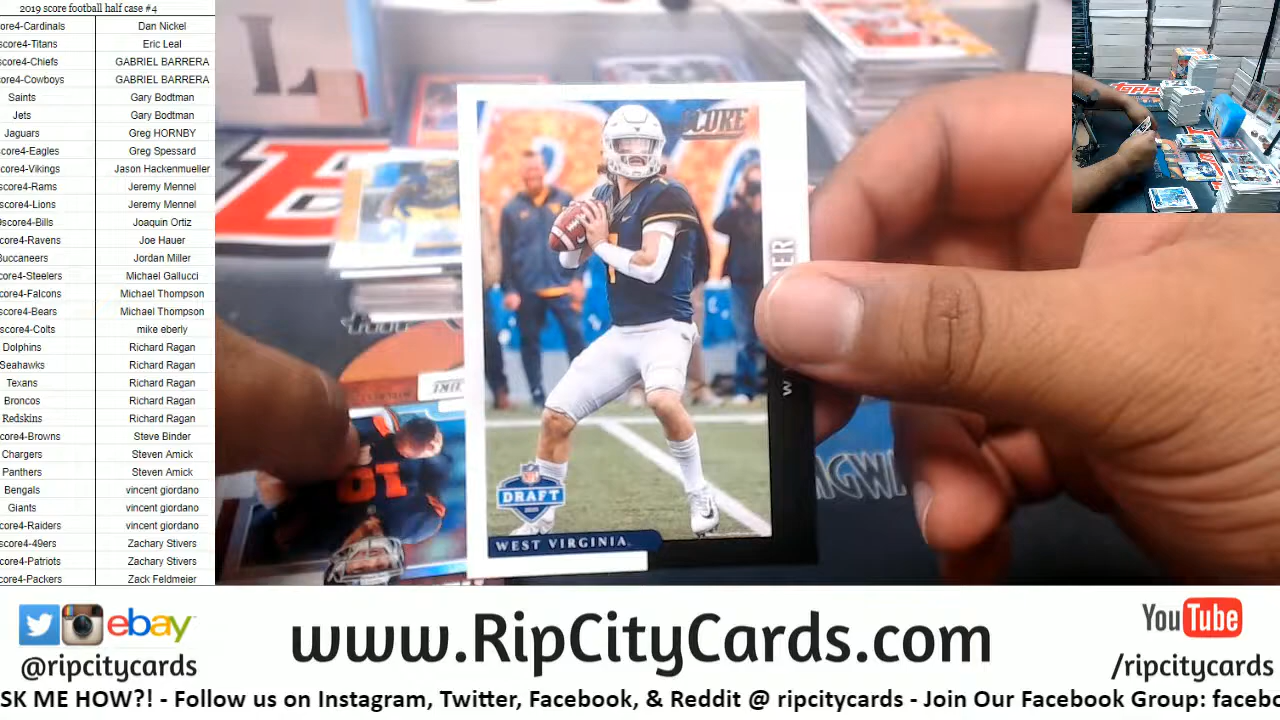 2019 score football half case #4
ore4-Cardinals Dan Nickel
score4-Titans Eric Leal
score4-Chiefs GABRIEL BARRERA
core4-Cowboys GABRIEL BARRERA
Saints Gary Bodtman
Jets Gary Bodtman
Jaguars Greg HORNBY
core4-Eagles Greg Spessard
core4-Vikings Jason Hackenmueller
score4-Rams Jeremy Mennel
score4-Lions Jeremy Mennel
score4-Bills Joaquin Ortiz
core4-Ravens Joe Hauer
Buccaneers Jordan Miller
core4-Steelers Michael Gallucci
core4-Falcons Michael Thompson
score4-Bears Michael Thompson
score4-Colts mike eberly
Dolphins Richard Ragan
Seahawks Richard Ragan
Texans Richard Ragan
Broncos Richard Ragan
Redskins Richard Ragan
core4-Browns Steve Binder
Chargers Steven Amick
Panthers Steven Amick
Bengals vincent giordano
Giants vincent giordano
core4-Raiders vincent giordano
score4-49ers Zachary Stivers
core4-Patriots Zachary Stivers
core4-Packers Zack Feldmeier
SCORE
ER
W
NFL
DRAFT
WEST VIRGINIA
81
ebay
@ripcitycards
www.RipCityCards.com
YouTube
/ripcitycards
SK ME HOW?! - Follow us on Instagram, Twitter, Facebook, & Reddit @ ripcitycards - Join Our Facebook Group: facebo